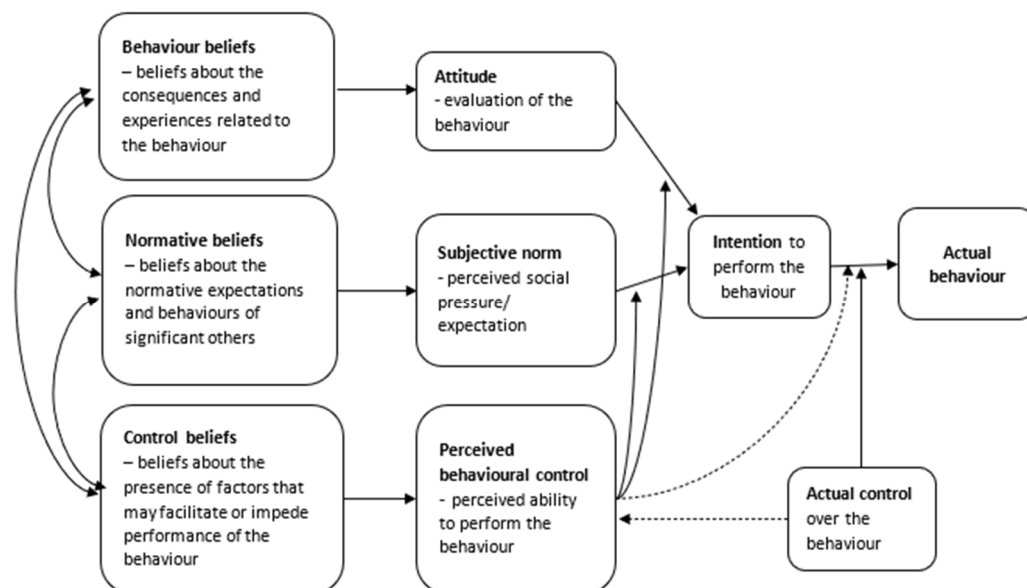 Behaviour beliefs
– beliefs about the
consequences and
experiences related to
the behaviour
Attitude
- evaluation of the
behaviour
Normative beliefs
– beliefs about the
normative expectations
and behaviours of
significant others
Subjective norm
- perceived social
pressure/
expectation
Intention to
perform the
behaviour
Actual
behaviour
Control beliefs
– beliefs about the
presence of factors that
may facilitate or impede
performance of the
behaviour
Perceived
behavioural control
- perceived ability
to perform the
behaviour
Actual control
over the
behaviour